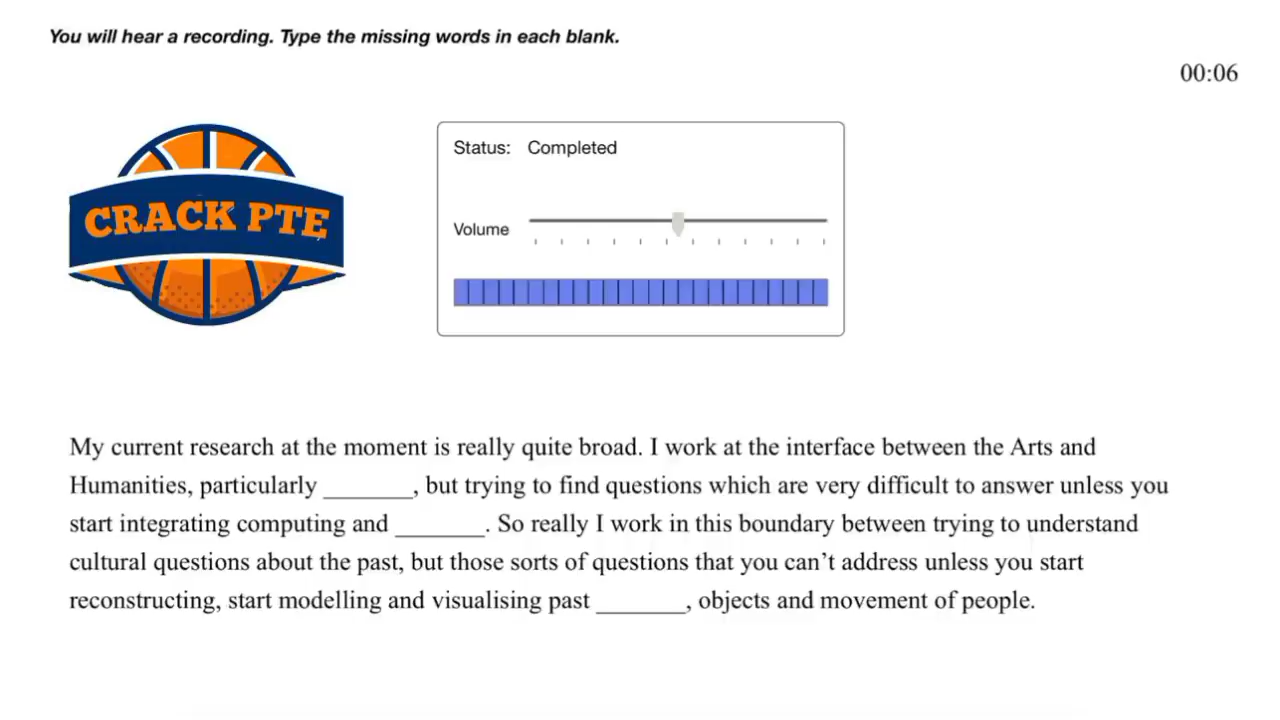 You will hear a recording. Type the missing words in each blank.
00:06
CRACK PTE
Status: Completed
Volume
My current research at the moment is really quite broad. I work at the interface between the Arts and
Humanities, particularly _______, but trying to find questions which are very difficult to answer unless you
start integrating computing and _______. So really I work in this boundary between trying to understand
cultural questions about the past, but those sorts of questions that you can’t address unless you start
reconstructing, start modelling and visualising past _______, objects and movement of people.